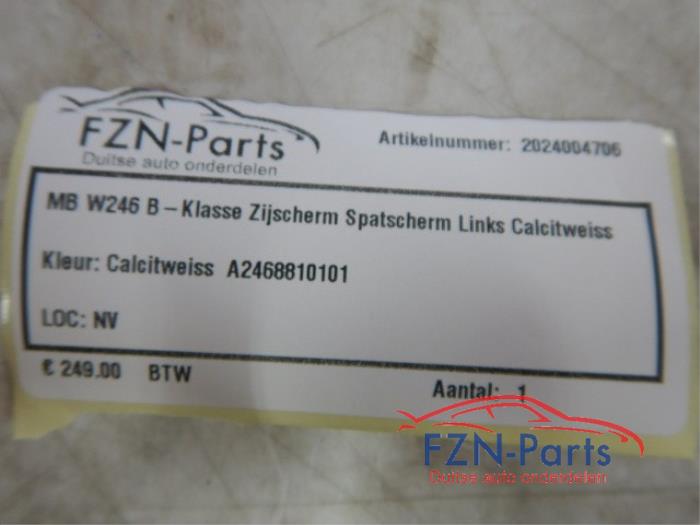 FZN-Parts
Duitse auto onderdelen
Artikelnummer: 2024004706
MB W246 B-Klasse Zijscherm Spatscherm Links Calcitweiss
Kleur: Calcitweiss A2468810101
LOC: NV
€ 249.00 BTW
Aantal: 1
FZN-Parts
Duitse auto onderdelen